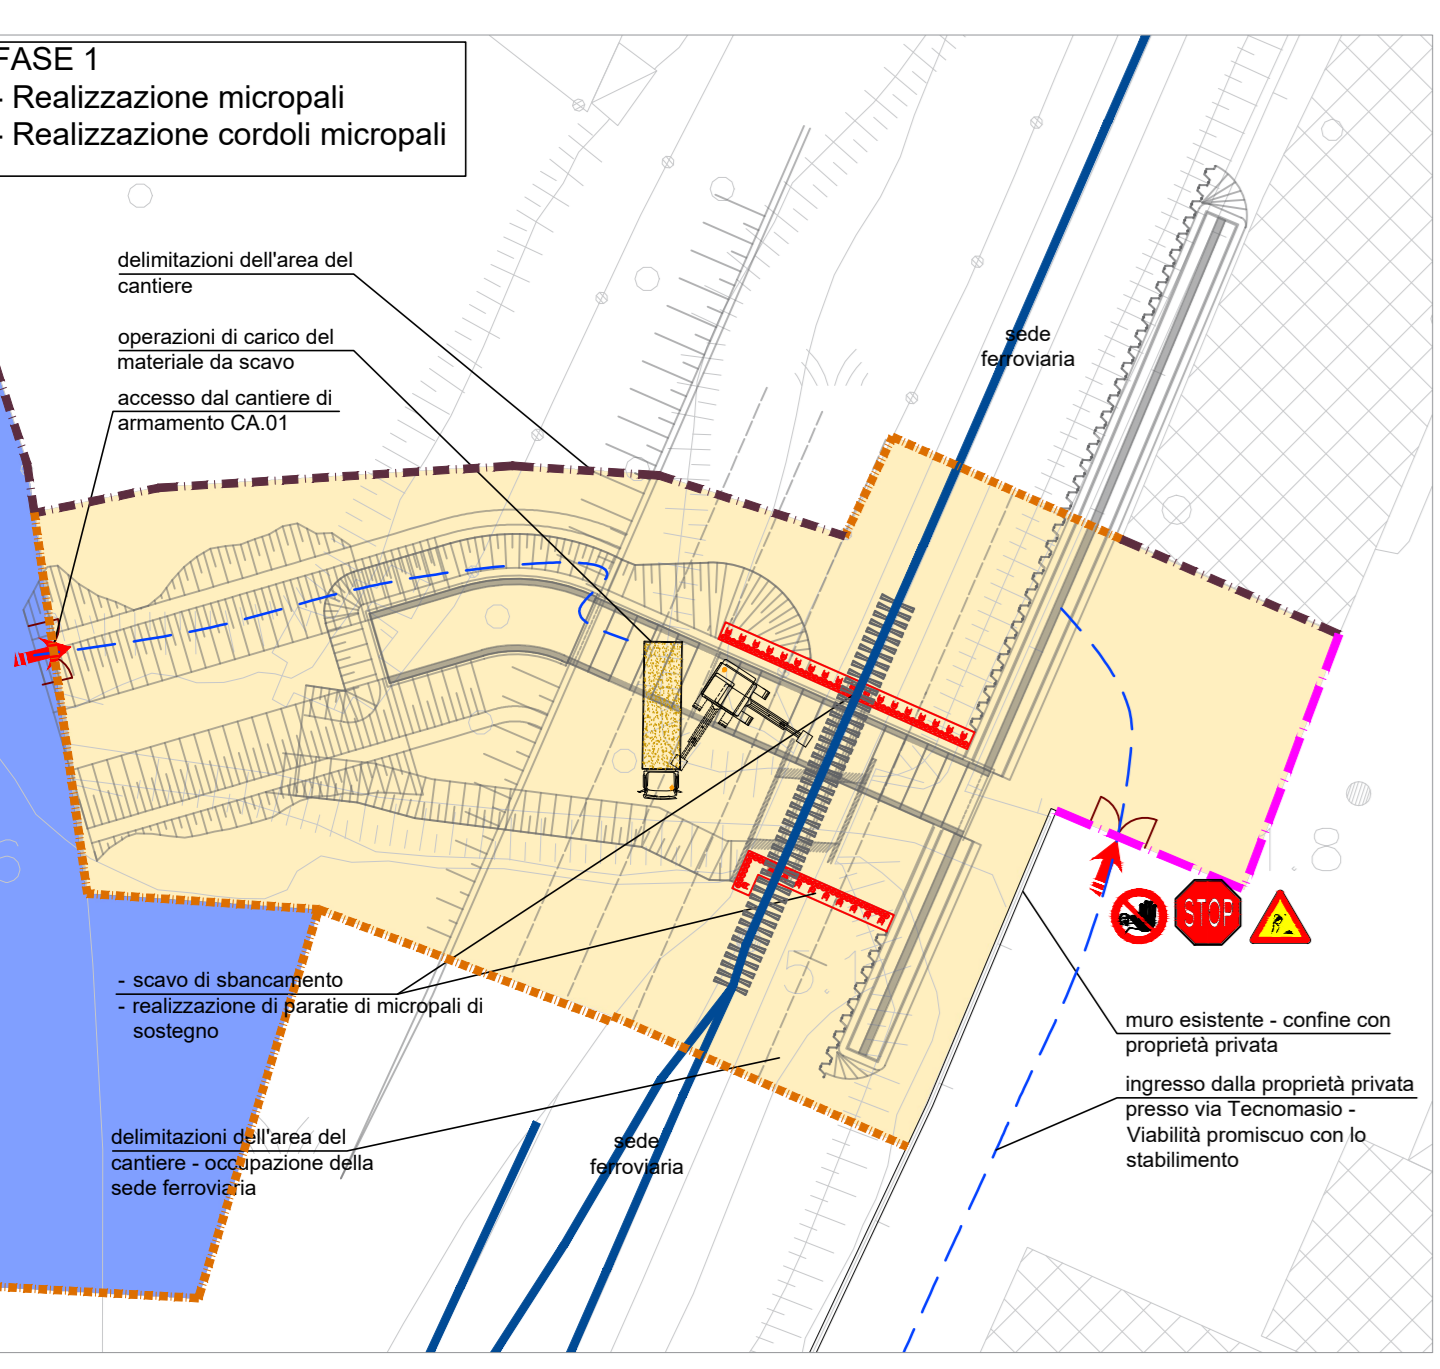 FASE 1
- Realizzazione micropali
- Realizzazione cordoli micropali
delimitazioni dell'area del
cantiere
operazioni di carico del
materiale da scavo
accesso dal cantiere di
armamento CA.01
sede
ferroviaria
- scavo di sbancamento
- realizzazione di paratie di micropali di
sostegno
delimitazioni dell'area del
cantiere - occupazione della
sede ferroviaria
sede
ferroviaria
STOP
muro esistente - confine con
proprietà privata
ingresso dalla proprietà privata
presso via Tecnomasio -
Viabilità promiscuo con lo
stabilimento